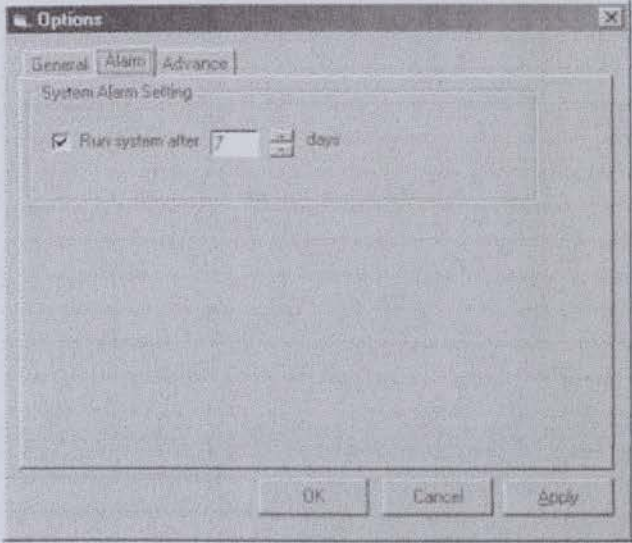 Options
General Alarm Advance
System Alarm Setting
Run system after 7 days
OK Cancel Apply